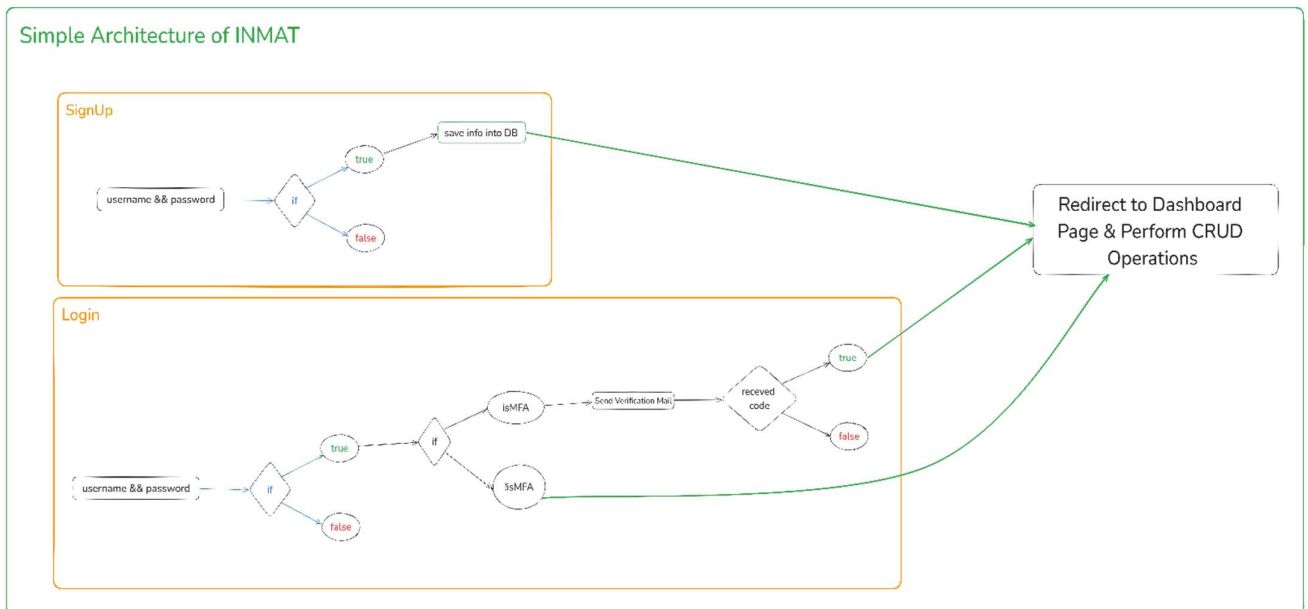 Simple Architecture of INMAT
SignUp
save info into DB
true
username && password
if
false
Redirect to Dashboard
Page & Perform CRUD
Operations
Login
true
isMFA
Send Verification Mail
receved
code
false
true
if
username && password
if
!isMFA
false